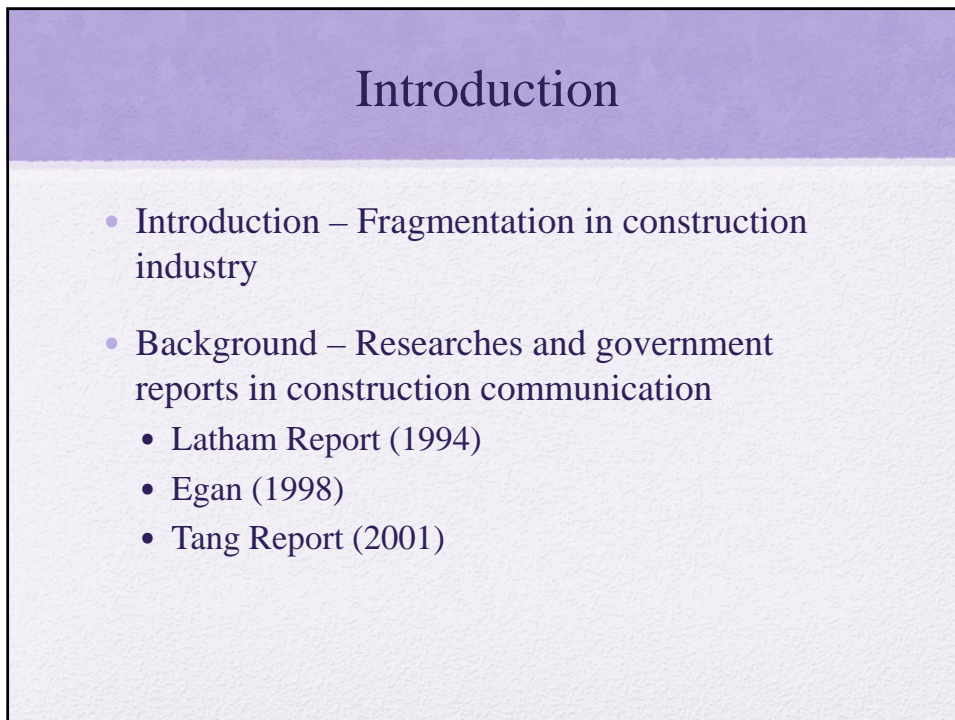 Introduction
• Introduction – Fragmentation in construction
industry
• Background – Researches and government
reports in construction communication
• Latham Report (1994)
• Egan (1998)
• Tang Report (2001)